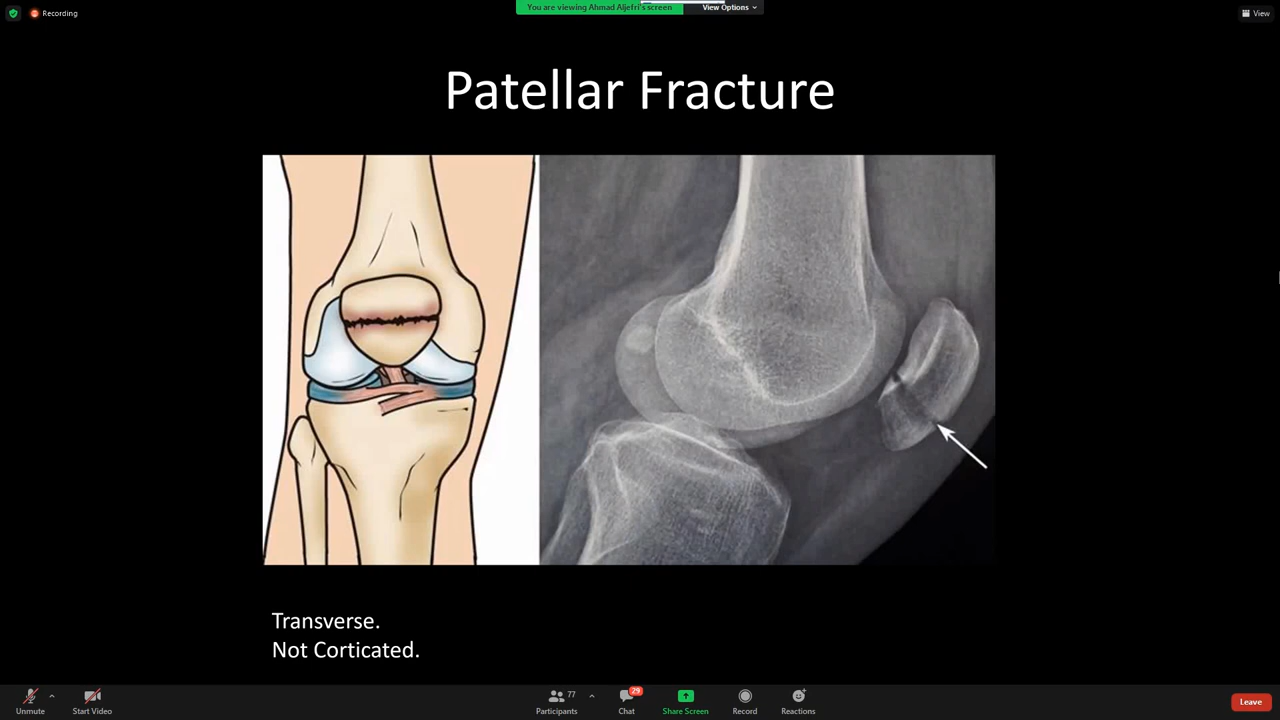 Recording
You are viewing Ahmad Aljefri's screen
View Options
View
Patellar Fracture
Transverse.
Not Corticated.
Unmute
Start Video
77
Participants
29
Chat
Share Screen
Record
Reactions
Leave